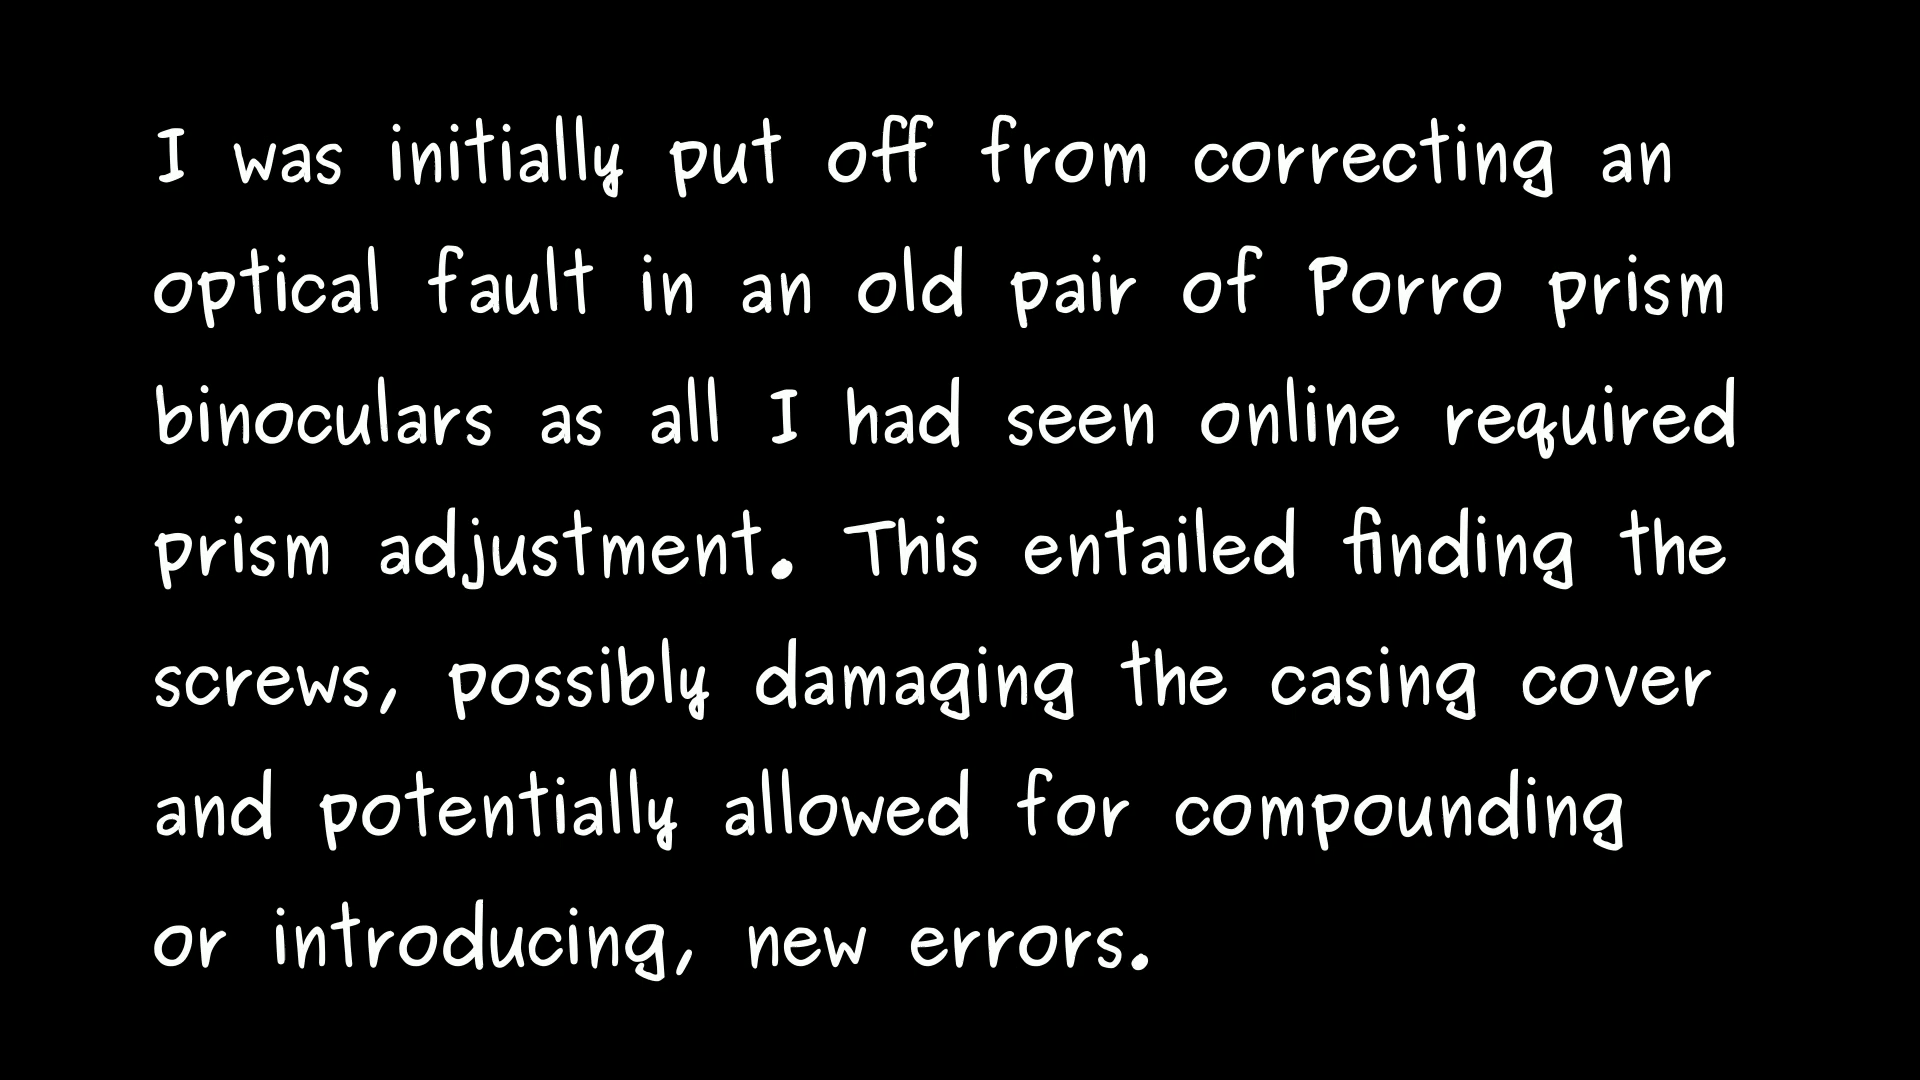 I was initially put off from correcting an
optical fault in an old pair of Porro prism
binoculars as all I had seen online required
prism adjustment. This entailed finding the
screws, possibly damaging the casing cover
and potentially allowed for compounding
or introducing, new errors.